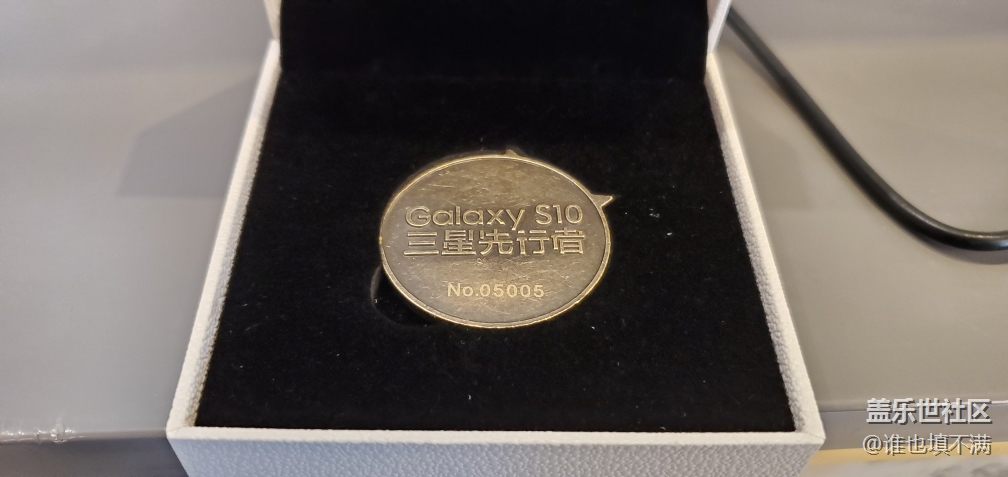 Galaxy S10
三星先行者
No.05005
盖乐世社区
@谁也填不满